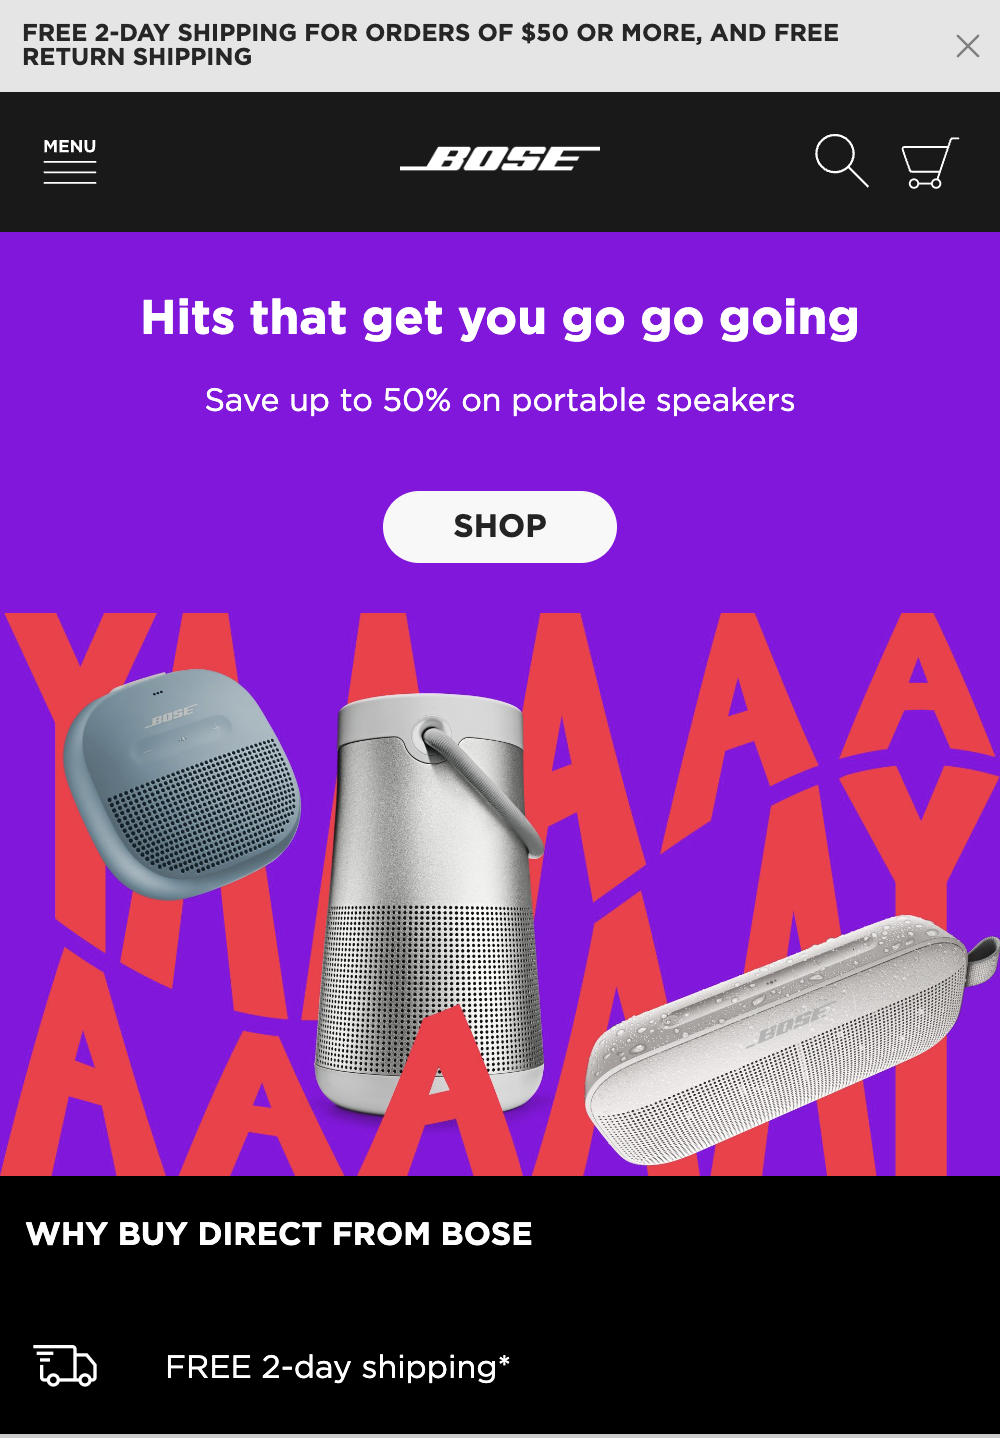 FREE 2-DAY SHIPPING FOR ORDERS OF $50 OR MORE, AND FREE
RETURN SHIPPING
MENU
BOSE
Hits that get you go go going
Save up to 50% on portable speakers
SHOP
YAAAAA
BOSE
BOSE
AAAAAY
WHY BUY DIRECT FROM BOSE
FREE 2-day shipping*